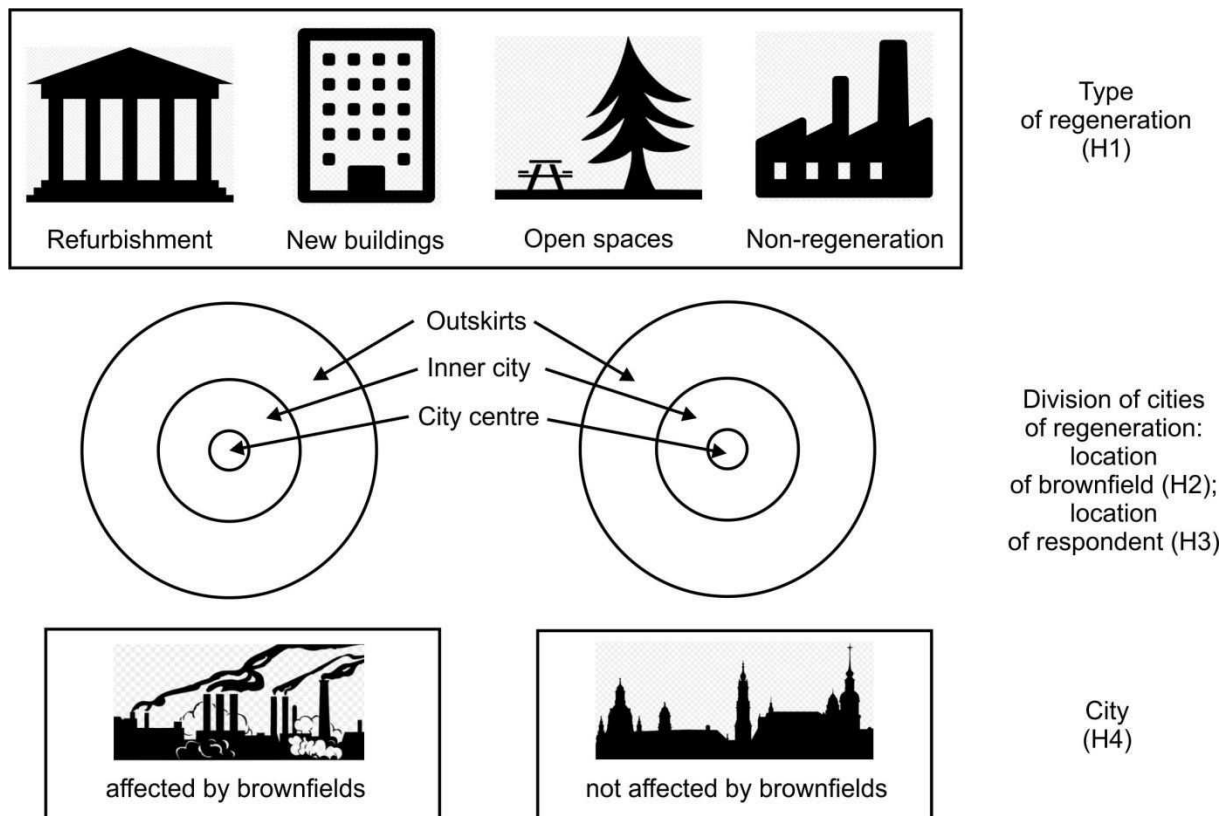 Refurbishment
New buildings
Open spaces
Non-regeneration
Type
of regeneration
(H1)
Outskirts
Inner city
City centre
Division of cities
of regeneration:
location
of brownfield (H2);
location
of respondent (H3)
affected by brownfields
not affected by brownfields
City
(H4)